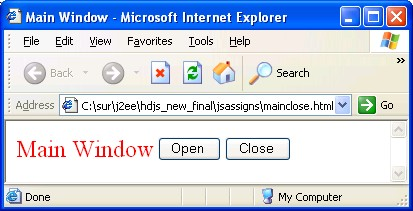 Main Window - Microsoft Internet Explorer
File Edit View Favorites Tools Help
Back Search
Address C:\sur\j2ee\hdjs_new_final\jsassigns\mainclose.html Go
Main Window Open Close
Done My Computer